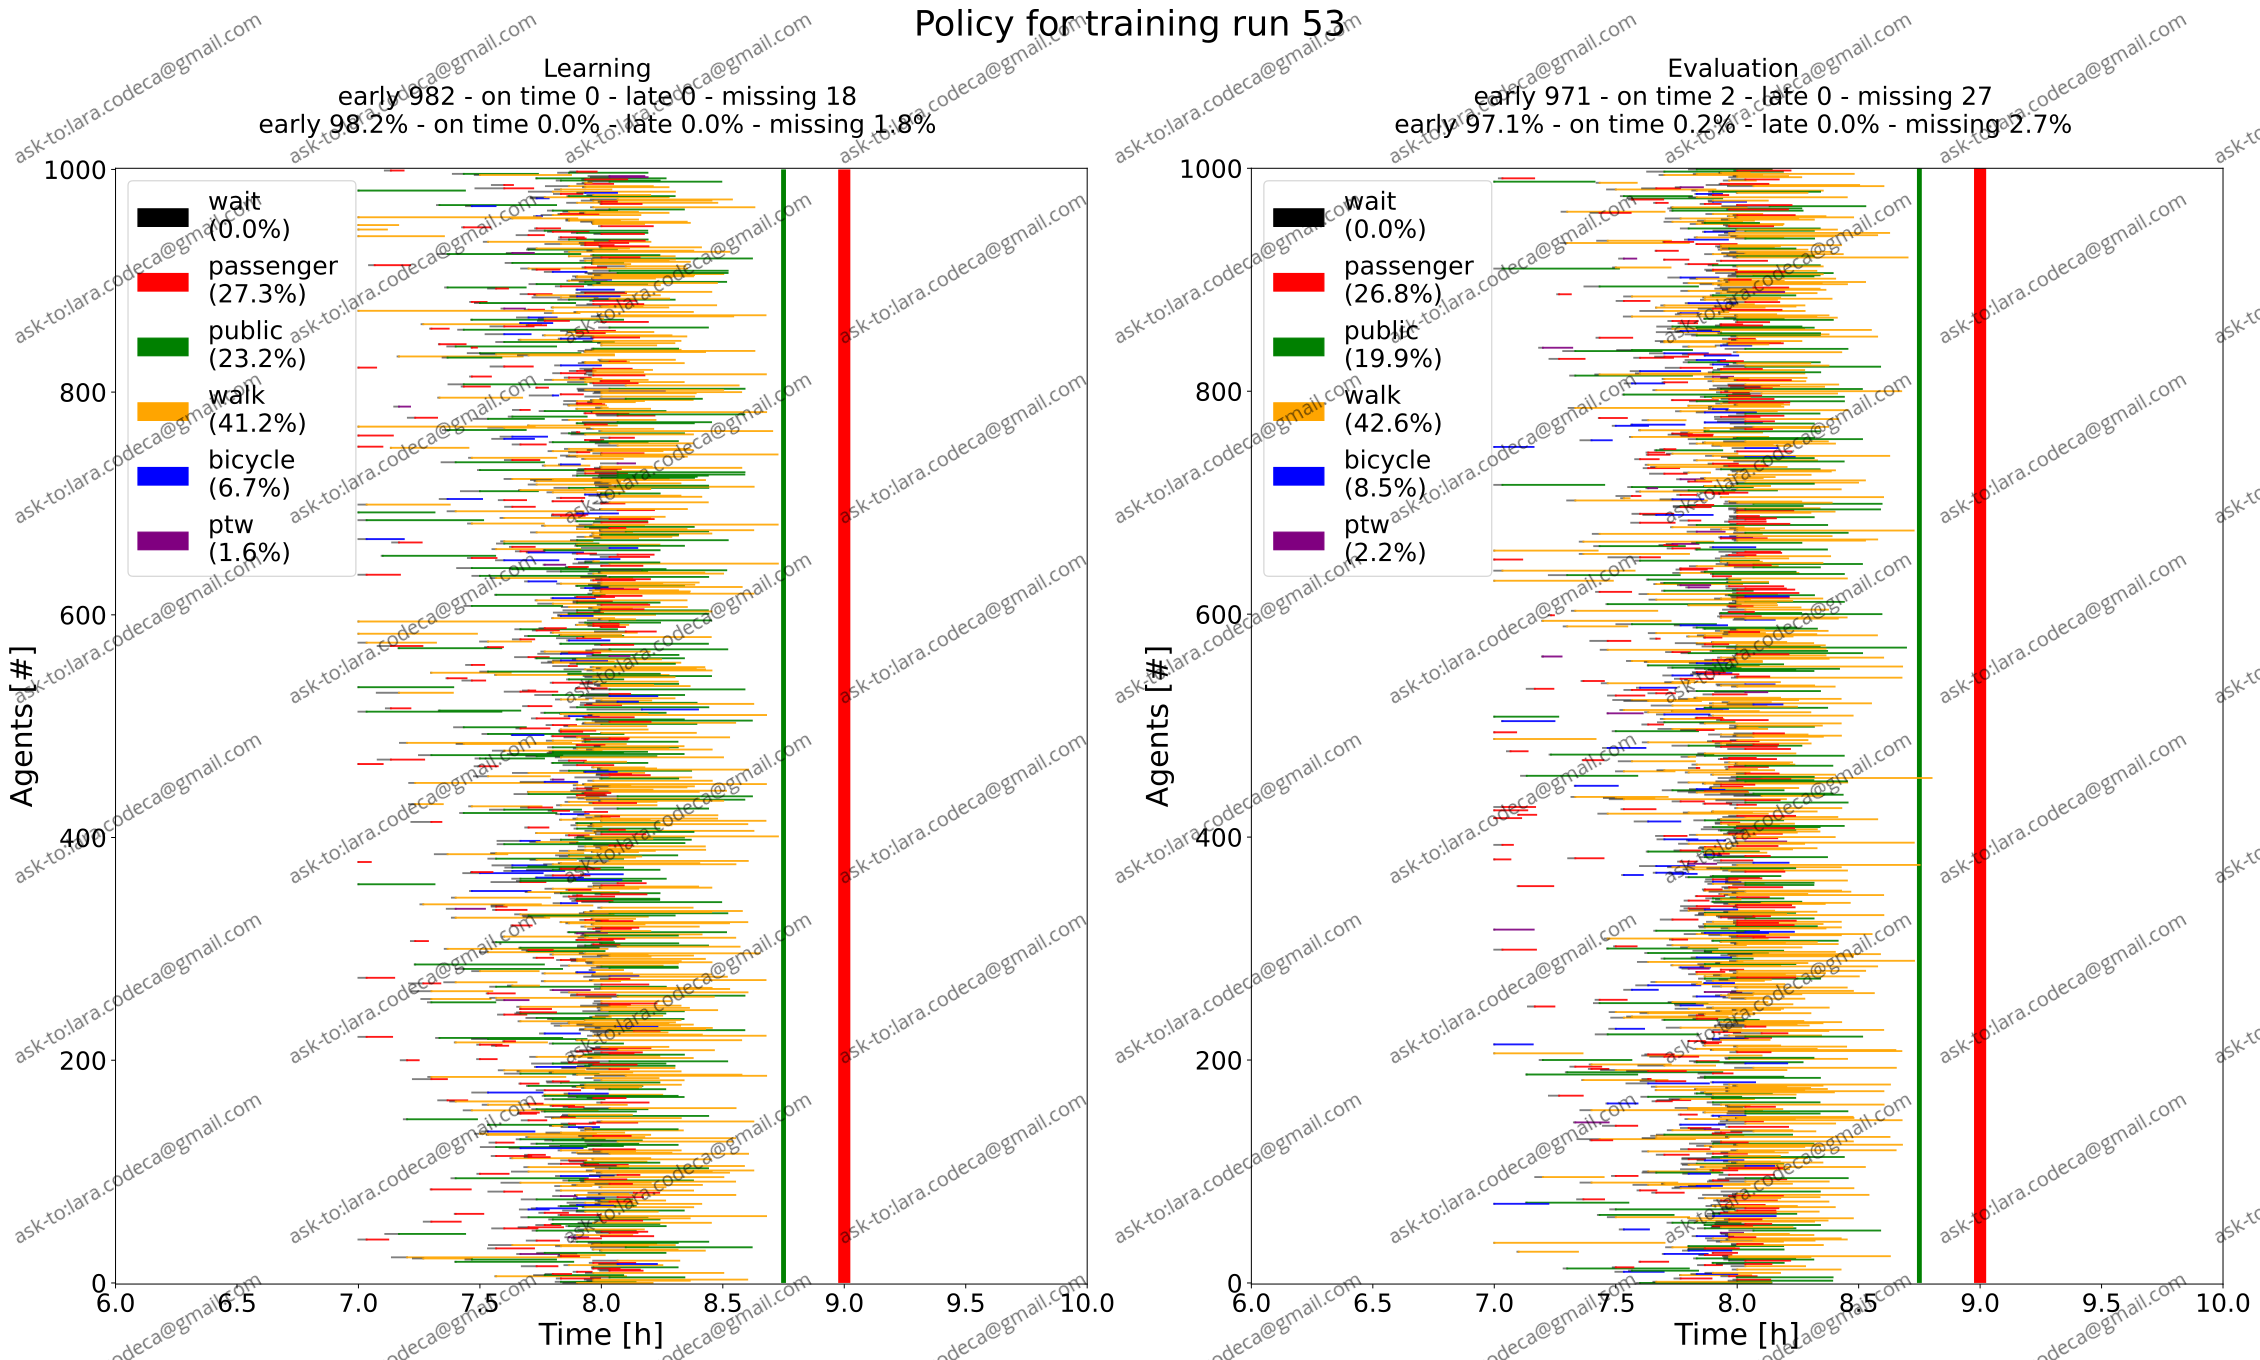 Policy for training run 53
Learning
early 982 - on time 0 - late 0 - missing 18
early 98.2% - on time 0.0% - late 0.0% - missing 1.8%
1000
800
600
400
200
0
Agents [#]
wait
(0.0%)
passenger
(27.3%)
public
(23.2%)
walk
(41.2%)
bicycle
(6.7%)
ptw
(1.6%)
6.0 6.5 7.0 7.5 8.0 8.5 9.0 9.5 10.0
Time [h]
Evaluation
early 971 - on time 2 - late 0 - missing 27
early 97.1% - on time 0.2% - late 0.0% - missing 2.7%
1000
800
600
400
200
0
Agents [#]
wait
(0.0%)
passenger
(26.8%)
public
(19.9%)
walk
(42.6%)
bicycle
(8.5%)
ptw
(2.2%)
6.0 6.5 7.0 7.5 8.0 8.5 9.0 9.5 10.0
Time [h]
ask-to:lara.codeca@gmail.com